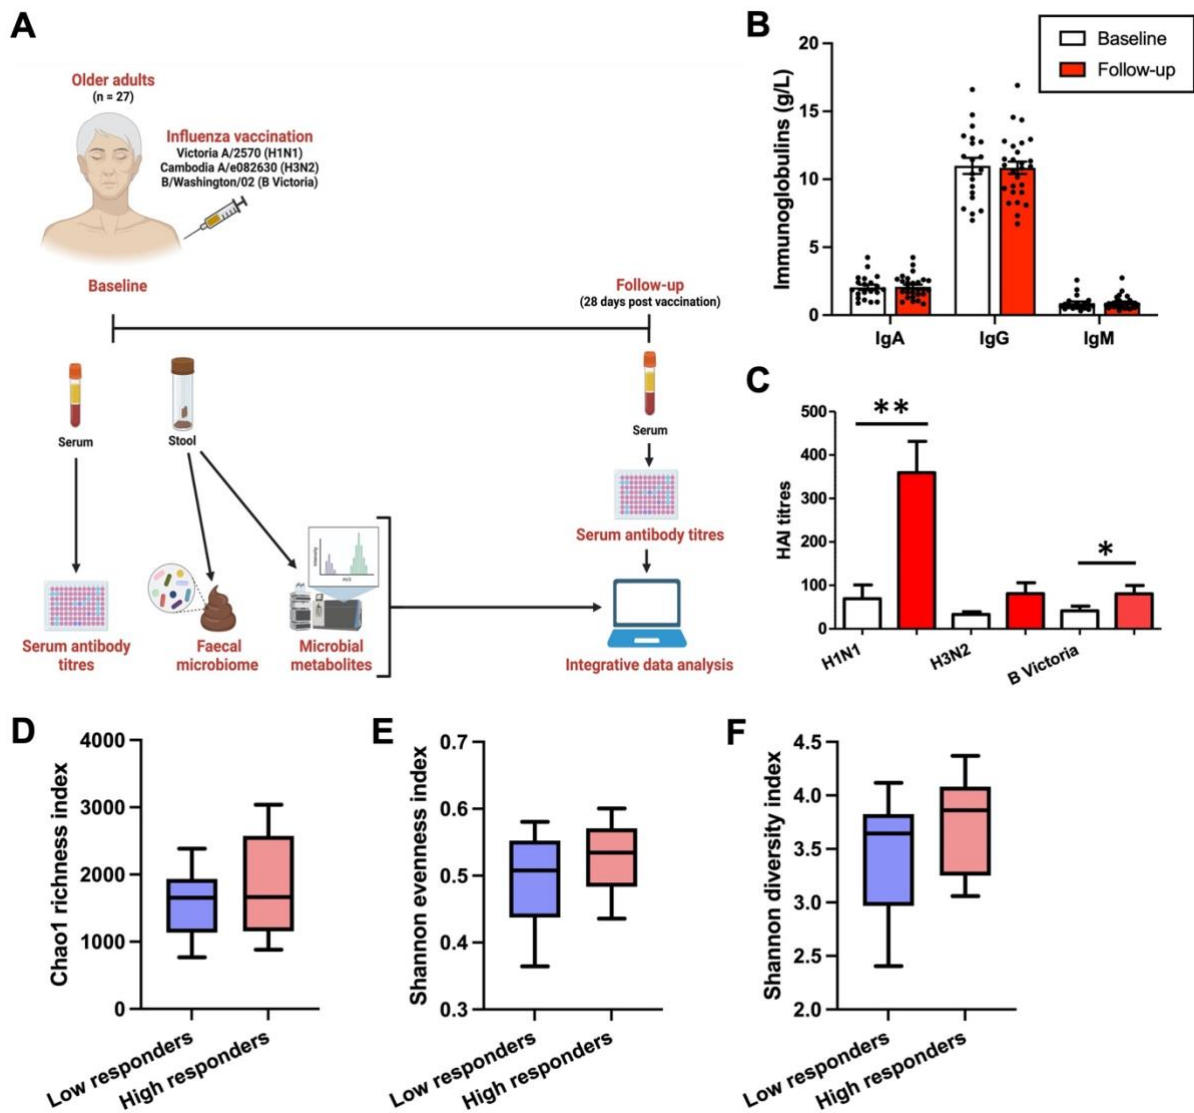 A
Older adults
(n = 27)
Influenza vaccination
Victoria A/2570 (H1N1)
Cambodia A/e082630 (H3N2)
B/Washington/02 (B Victoria)
Baseline
Follow-up
(28 days post vaccination)
Serum
Stool
Serum
Serum antibody titres
Intensity
m/z
Serum antibody
titres
Faecal
microbiome
Microbial
metabolites
Integrative data analysis
B
Baseline
Follow-up
Immunoglobulins (g/L)
20
15
10
5
0
IgA
IgG
IgM
C
HAI titres
500
400
300
200
100
0
**
*
H1N1
H3N2
B Victoria
D
Chao1 richness index
4000
3000
2000
1000
0
Low responders
High responders
E
Shannon evenness index
0.7
0.6
0.5
0.4
0.3
Low responders
High responders
F
Shannon diversity index
4.5
4.0
3.5
3.0
2.5
2.0
Low responders
High responders